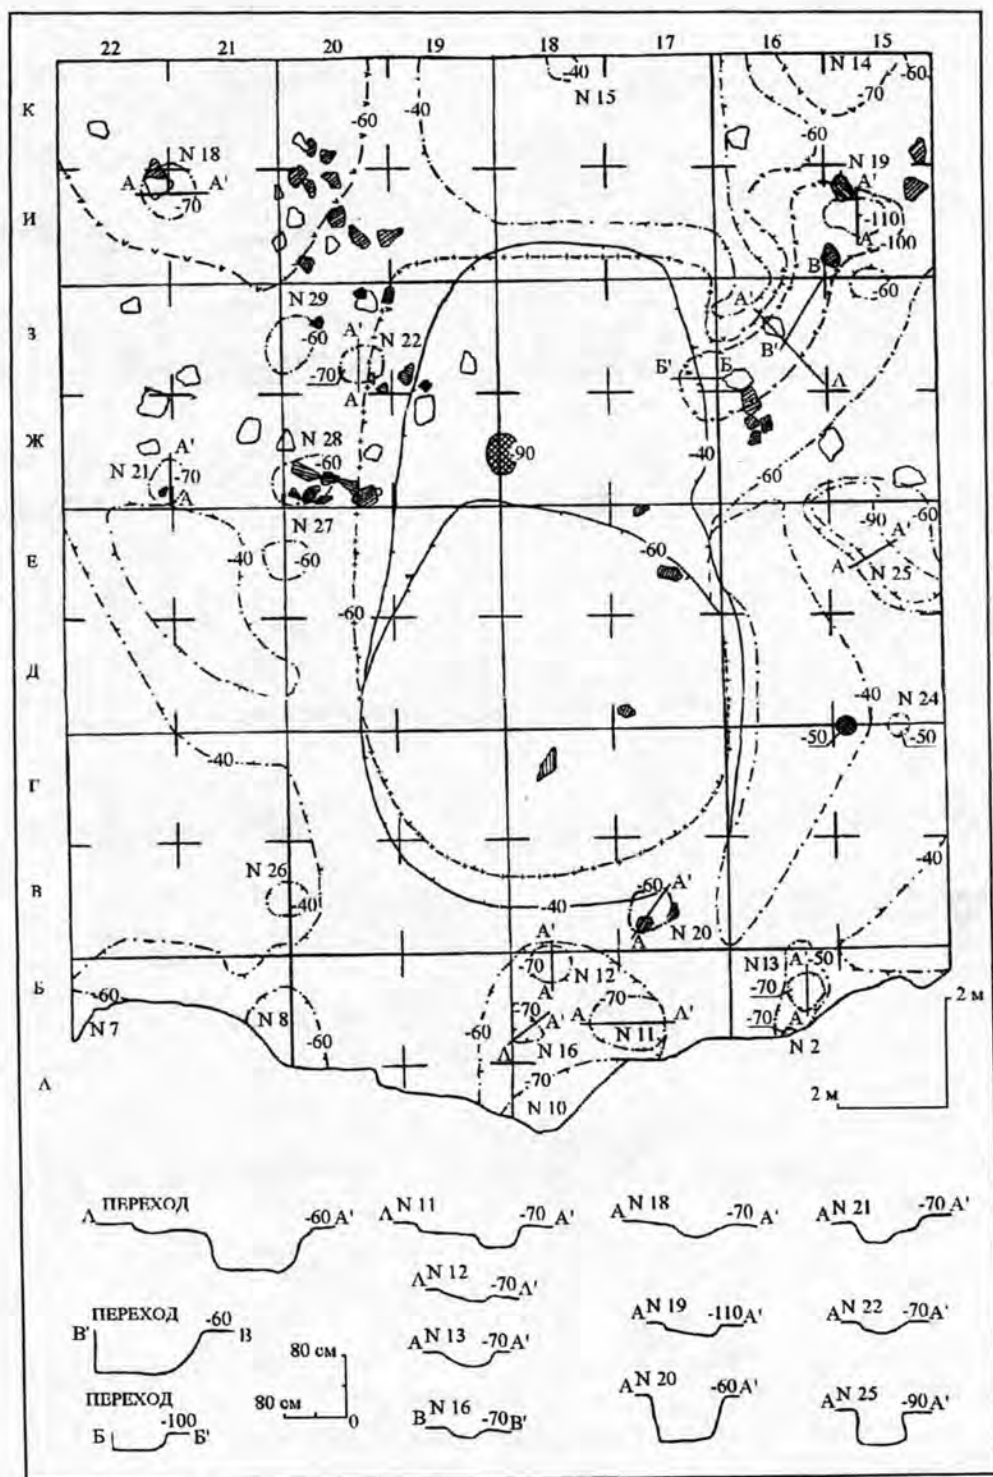 22 21 20 19 18 17 16 15
-40 N 15
N 14 -60
-70
К
-60 -40 -60
N 18 N 19
А А' А'
-70 -110
И
А -100
В
-60
N 29 А'
З
-60 А' N 22 В'
-70 Б' Б Л
А
Ж
N 28 -90 -40
N 21 А' -60 -60
-70
А
N 27 -90 -60
Е
-40 -60 -60 А'
А N 25
-60
Д
-40 N 24
-50 -50
-40
Г
N 26 -40
В
-40 -60 А'
-40
А N 20
А' А' -50
-70 N 12 N13
Б
-60 А -70 -70
N 7 N 8 -70 А А' А'
-60 -60 А' N 11 -70 А
Л N 16 N 2
2 м
-70
Л
N 10 2 м
ПЕРЕХОД
Л -60 А'
N 11
Л -70 А'
N 18
А -70 А'
N 21
А -70 А'
N 12
Л -70 Л'
ПЕРЕХОД
В' -60 В
N 13
А -70 А'
N 19
А -110 А'
N 22
А -70 А'
80 см
80 см 0
ПЕРЕХОД
Б -100 Б'
N 16
В -70 В'
N 20
А -60 А'
N 25
А -90 А'